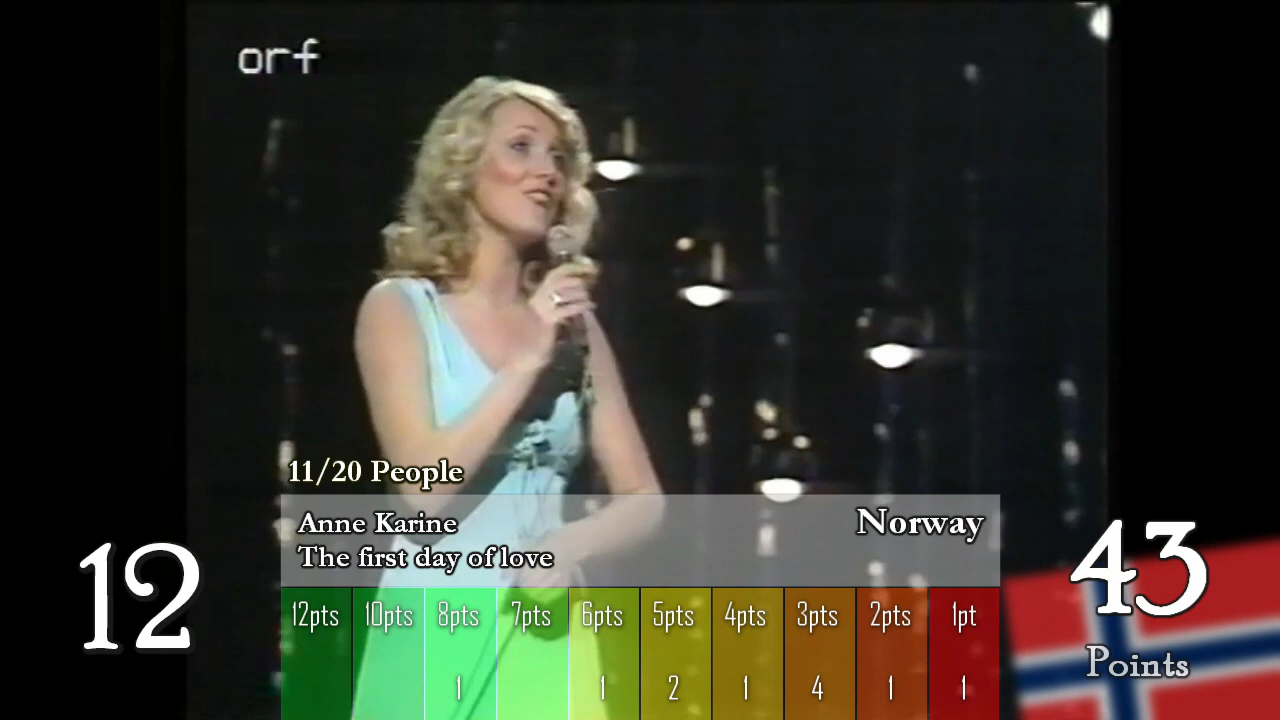 orf
11/20 People
Anne Karine
Norway
The first day of love
12
43
Points
12pts 10pts 8pts 7pts 6pts 5pts 4pts 3pts 2pts 1pt
1 1 2 1 4 1 1